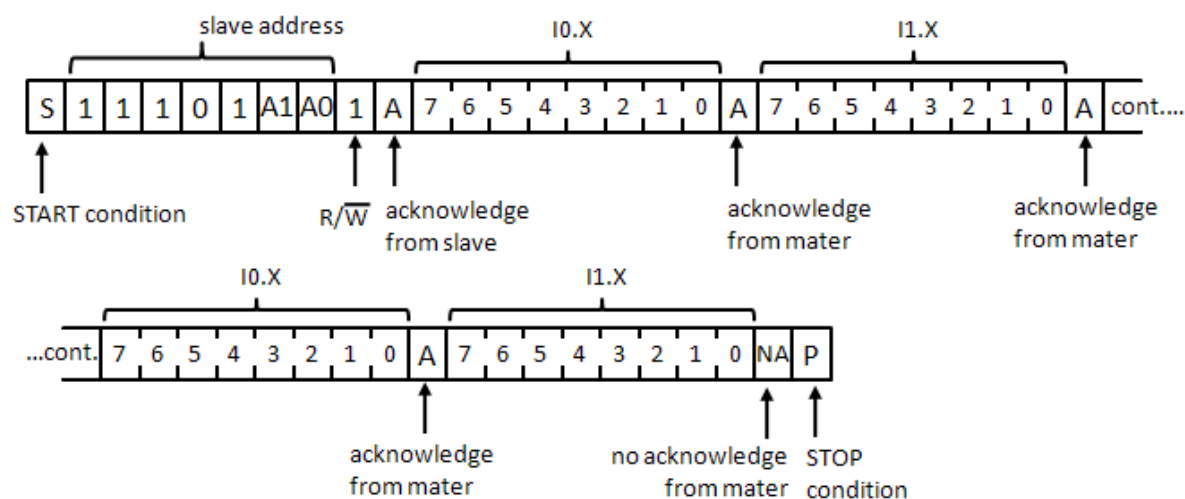 slave address I0.X I1.X
S 1 1 1 0 1 A1 A0 1 A 7 6 5 4 3 2 1 0 A 7 6 5 4 3 2 1 0 A cont....
START condition R/W̅ acknowledge acknowledge acknowledge
from slave from mater from mater
I0.X I1.X
...cont. 7 6 5 4 3 2 1 0 A 7 6 5 4 3 2 1 0 NA P
acknowledge no acknowledge STOP
from mater from mater condition